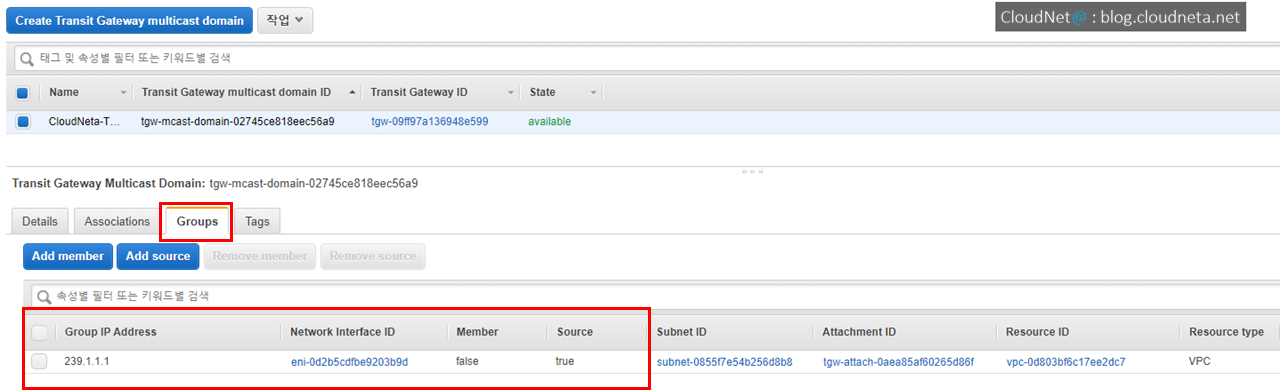 Create Transit Gateway multicast domain 작업 CloudNet@ : blog.cloudneta.net
태그 및 속성별 필터 또는 키워드별 검색
Name Transit Gateway multicast domain ID Transit Gateway ID State
CloudNeta-T... tgw-mcast-domain-02745ce818eec56a9 tgw-09ff97a136948e599 available
Transit Gateway Multicast Domain: tgw-mcast-domain-02745ce818eec56a9
Details Associations Groups Tags
Add member Add source Remove member Remove source
속성별 필터 또는 키워드별 검색
Group IP Address Network Interface ID Member Source Subnet ID Attachment ID Resource ID Resource type
239.1.1.1 eni-0d2b5cdfbe9203b9d false true subnet-0855f7e54b256d8b8 tgw-attach-0aea85af60265d86f vpc-0d803bf6c17ee2dc7 VPC